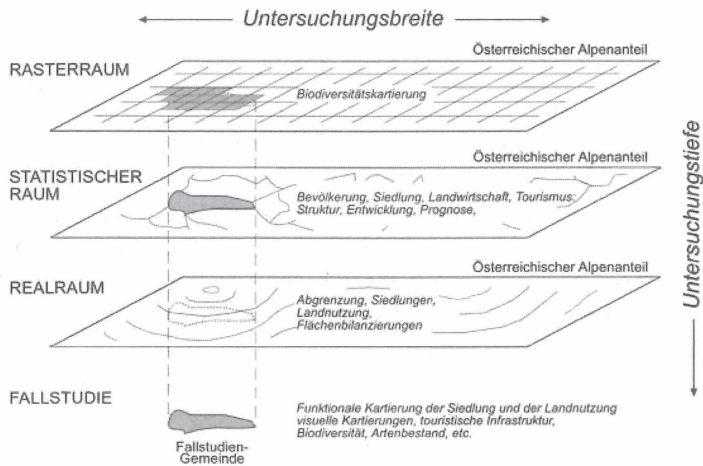 Untersuchungsbreite
Österreichischer Alpenanteil
RASTERRAUM
Biodiversitätskartierung
Österreichischer Alpenanteil
STATISTISCHER
RAUM
Bevölkerung, Siedlung, Landwirtschaft, Tourismus:
Struktur, Entwicklung, Prognose,
Österreichischer Alpenanteil
REALRAUM
Abgrenzung, Siedlungen,
Landnutzung,
Flächenbilanzierungen
FALLSTUDIE
Funktionale Kartierung der Siedlung und der Landnutzung
visuelle Kartierungen, touristische Infrastruktur,
Biodiversität, Artenbestand, etc.
Fallstudien-
Gemeinde
Untersuchungstiefe